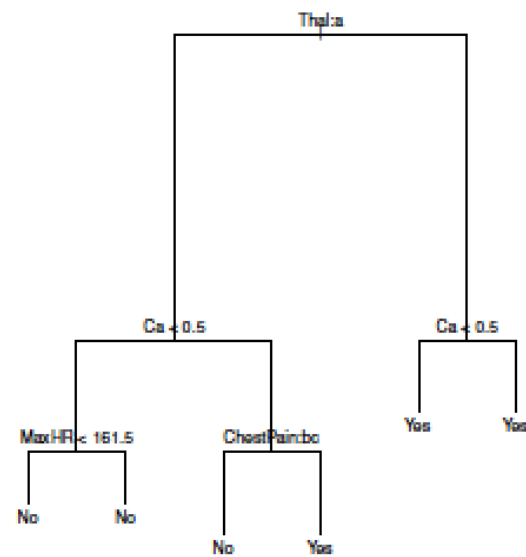 Thal:a
Ca < 0.5
Ca < 0.5
Yes
Yes
MaxHR < 161.5
ChestPain:bc
No
No
No
Yes